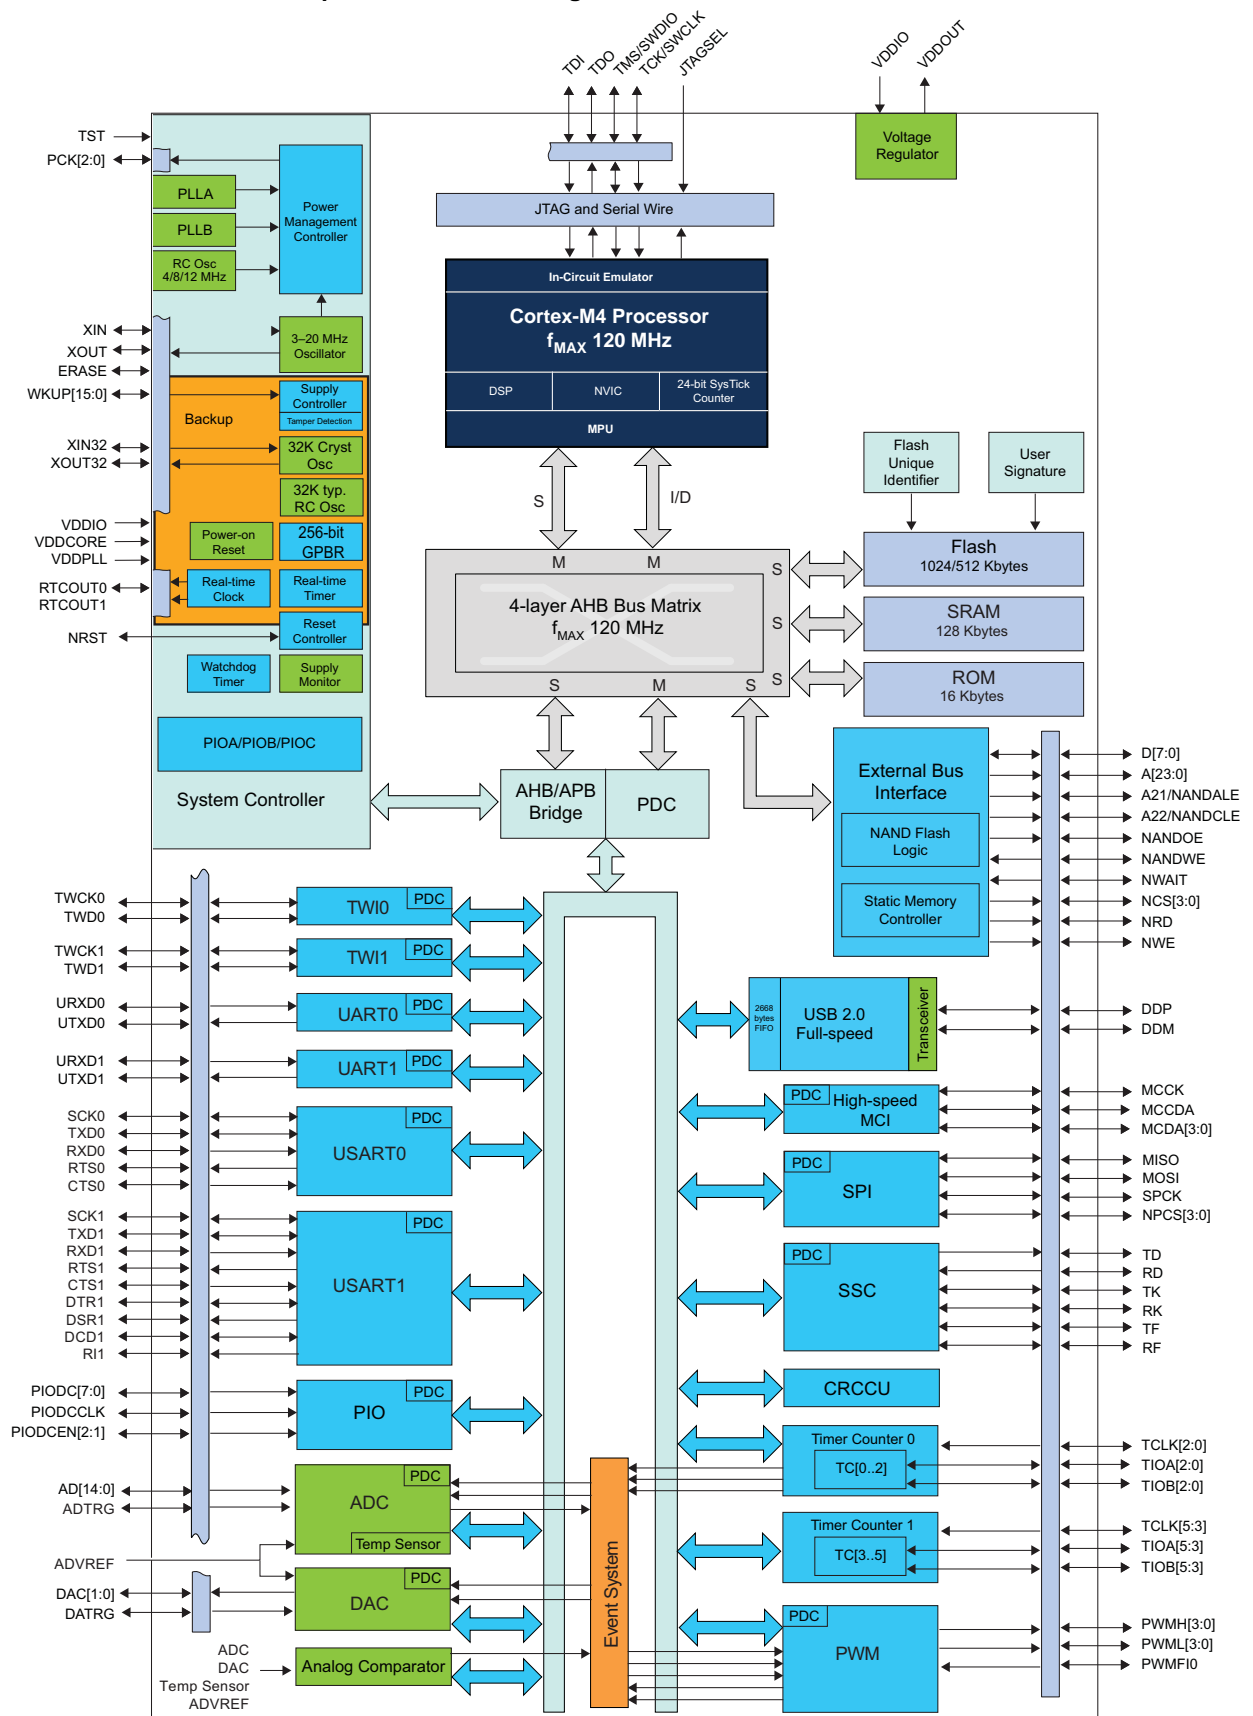 TDI
TDO
TMS/SWDIO
TCK/SWCLK
JTAGSEL
VDDIO
VDDOUT
TST
PCK[2:0]
PLLA
PLLB
RC Osc
4/8/12 MHz
Power
Management
Controller
Voltage
Regulator
JTAG and Serial Wire
In-Circuit Emulator
Cortex-M4 Processor
fMAX 120 MHz
DSP
NVIC
24-bit SysTick
Counter
MPU
XIN
XOUT
ERASE
WKUP[15:0]
XIN32
XOUT32
VDDIO
VDDCORE
VDDPLL
RTCOUT0
RTCOUT1
NRST
3–20 MHz
Oscillator
Backup
Supply
Controller
Tamper Detection
32K Cryst
Osc
32K typ.
RC Osc
Power-on
Reset
256-bit
GPBR
Real-time
Clock
Real-time
Timer
Reset
Controller
Watchdog
Timer
Supply
Monitor
PIOA/PIOB/PIOC
System Controller
S
I/D
M
M
S
4-layer AHB Bus Matrix
fMAX 120 MHz
S
S
S
M
S
Flash
Unique
Identifier
User
Signature
Flash
1024/512 Kbytes
SRAM
128 Kbytes
ROM
16 Kbytes
AHB/APB
Bridge
PDC
External Bus
Interface
NAND Flash
Logic
Static Memory
Controller
D[7:0]
A[23:0]
A21/NANDALE
A22/NANDCLE
NANDOE
NANDWE
NWAIT
NCS[3:0]
NRD
NWE
TWCK0
TWD0
TWI0
PDC
TWCK1
TWD1
TWI1
PDC
URXD0
UTXD0
UART0
PDC
URXD1
UTXD1
UART1
PDC
SCK0
TXD0
RXD0
RTS0
CTS0
USART0
PDC
SCK1
TXD1
RXD1
RTS1
CTS1
DTR1
DSR1
DCD1
RI1
USART1
PDC
PIODC[7:0]
PIODCCLK
PIODCEN[2:1]
PIO
PDC
AD[14:0]
ADTRG
ADC
PDC
Temp Sensor
ADVREF
DAC[1:0]
DATRG
DAC
PDC
ADC
DAC
Temp Sensor
ADVREF
Analog Comparator
Event System
2668
bytes
FIFO
USB 2.0
Full-speed
Transceiver
DDP
DDM
PDC
High-speed
MCI
MCCK
MCCDA
MCDA[3:0]
PDC
SPI
MISO
MOSI
SPCK
NPCS[3:0]
PDC
SSC
TD
RD
TK
RK
TF
RF
CRCCU
Timer Counter 0
TC[0..2]
TCLK[2:0]
TIOA[2:0]
TIOB[2:0]
Timer Counter 1
TC[3..5]
TCLK[5:3]
TIOA[5:3]
TIOB[5:3]
PDC
PWM
PWMH[3:0]
PWML[3:0]
PWMFI0